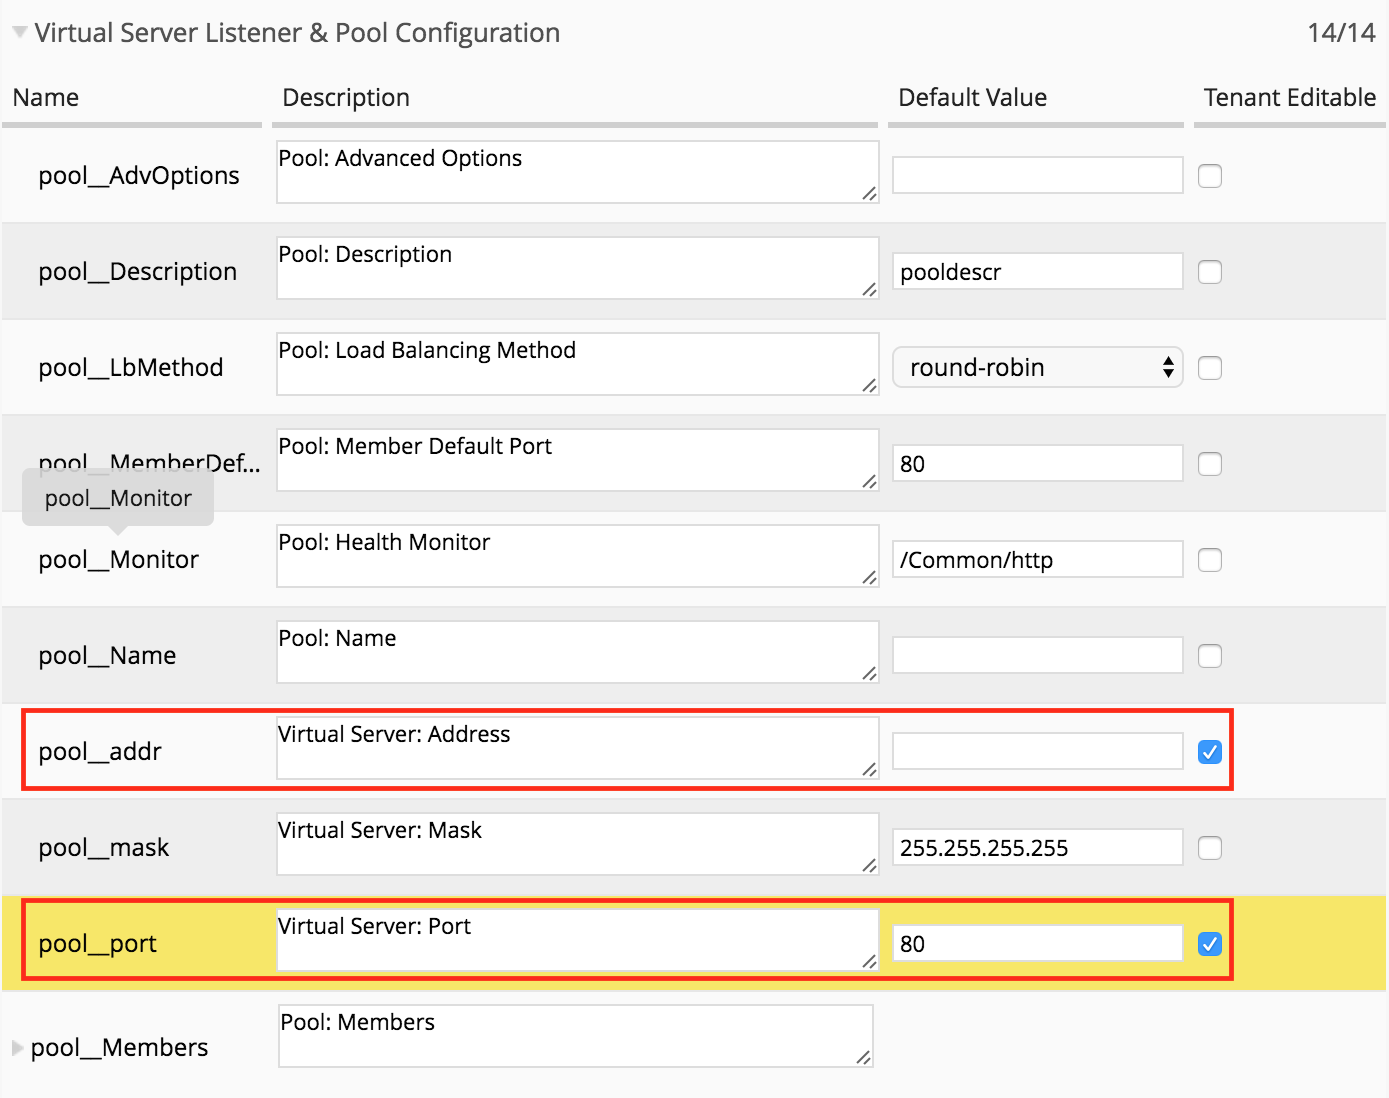 Virtual Server Listener & Pool Configuration 14/14
Name Description Default Value Tenant Editable
pool__AdvOptions Pool: Advanced Options
pool__Description Pool: Description pooldescr
pool__LbMethod Pool: Load Balancing Method round-robin
pool__MemberDef... Pool: Member Default Port 80
pool__Monitor
pool__Monitor Pool: Health Monitor /Common/http
pool__Name Pool: Name
pool__addr Virtual Server: Address
pool__mask Virtual Server: Mask 255.255.255.255
pool__port Virtual Server: Port 80
pool__Members Pool: Members